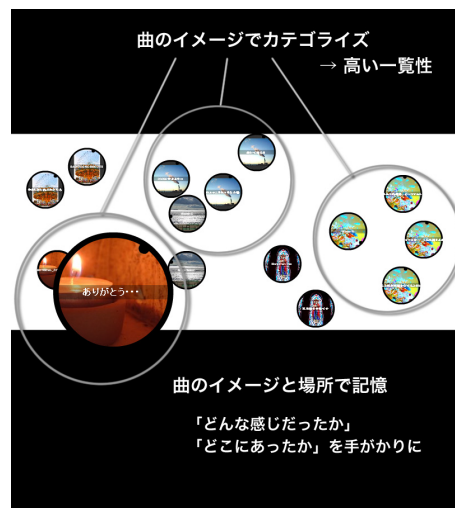 曲のイメージでカテゴライズ
→ 高い一覧性
ありがとう・・・
曲のイメージと場所で記憶
「どんな感じだったか」
「どこにあったか」を手がかりに